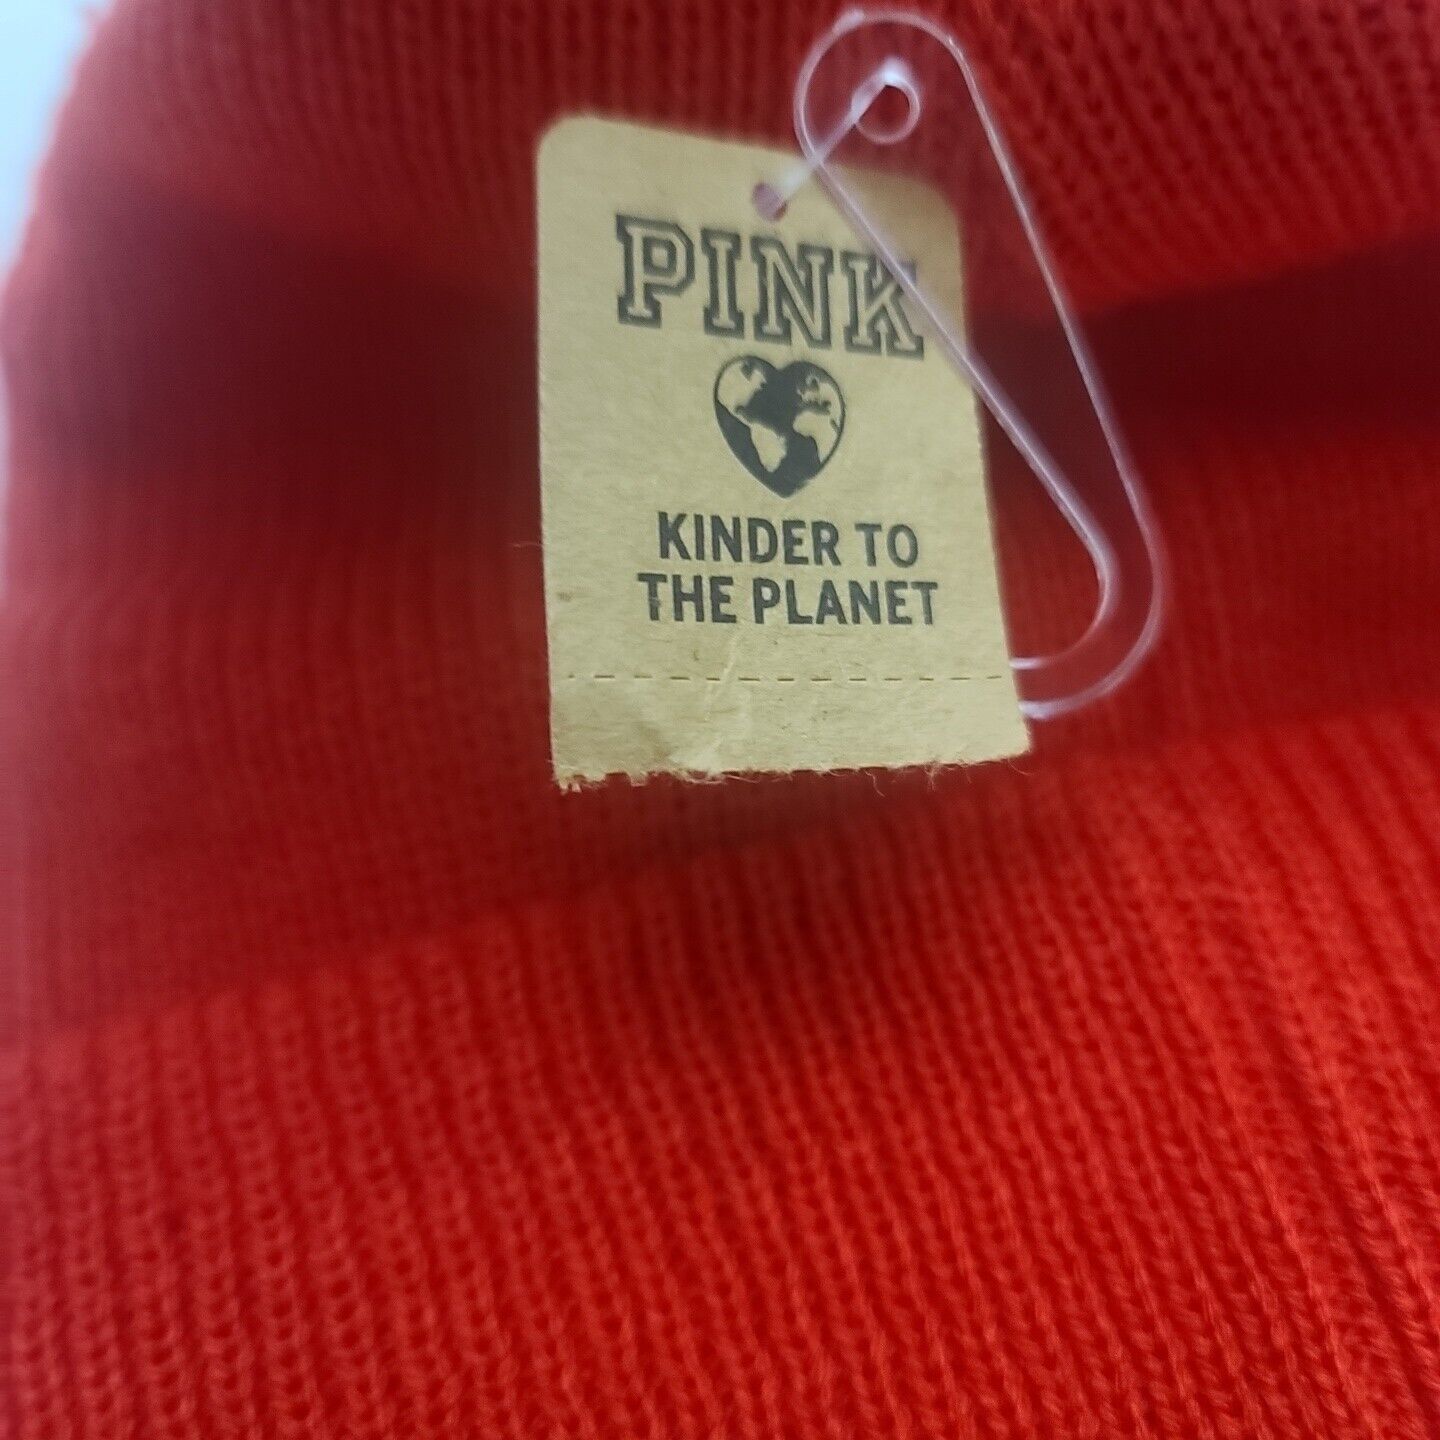 PINK
KINDER TO
THE PLANET